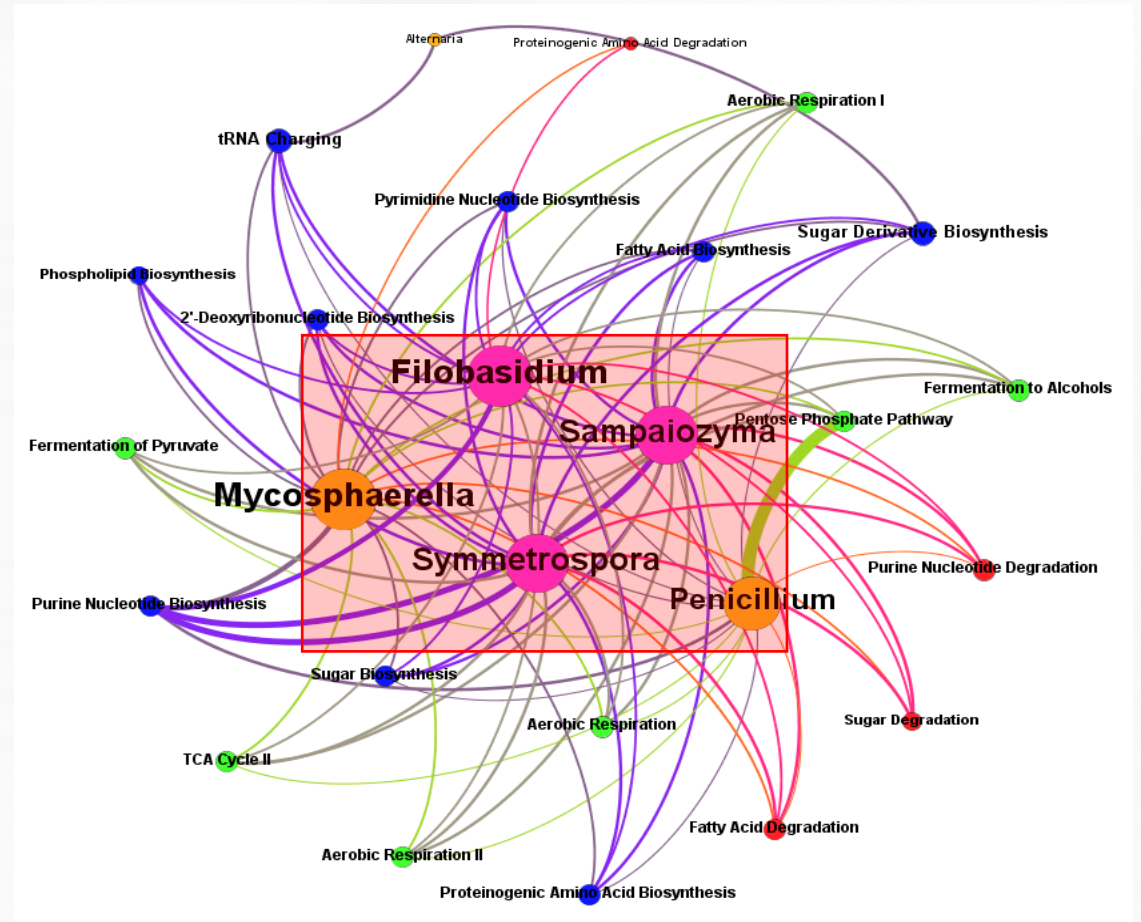 Alternaria
Proteinogenic Amino Acid Degradation
Aerobic Respiration I
tRNA Charging
Pyrimidine Nucleotide Biosynthesis
Sugar Derivative Biosynthesis
Fatty Acid Biosynthesis
Phospholipid Biosynthesis
2'-Deoxyribonucleotide Biosynthesis
Filobasidium
Fermentation to Alcohols
Pentose Phosphate Pathway
Sampaiozyma
Fermentation of Pyruvate
Mycosphaerella
Symmetrospora
Purine Nucleotide Degradation
Penicillium
Purine Nucleotide Biosynthesis
Sugar Biosynthesis
Sugar Degradation
Aerobic Respiration
TCA Cycle II
Fatty Acid Degradation
Aerobic Respiration II
Proteinogenic Amino Acid Biosynthesis